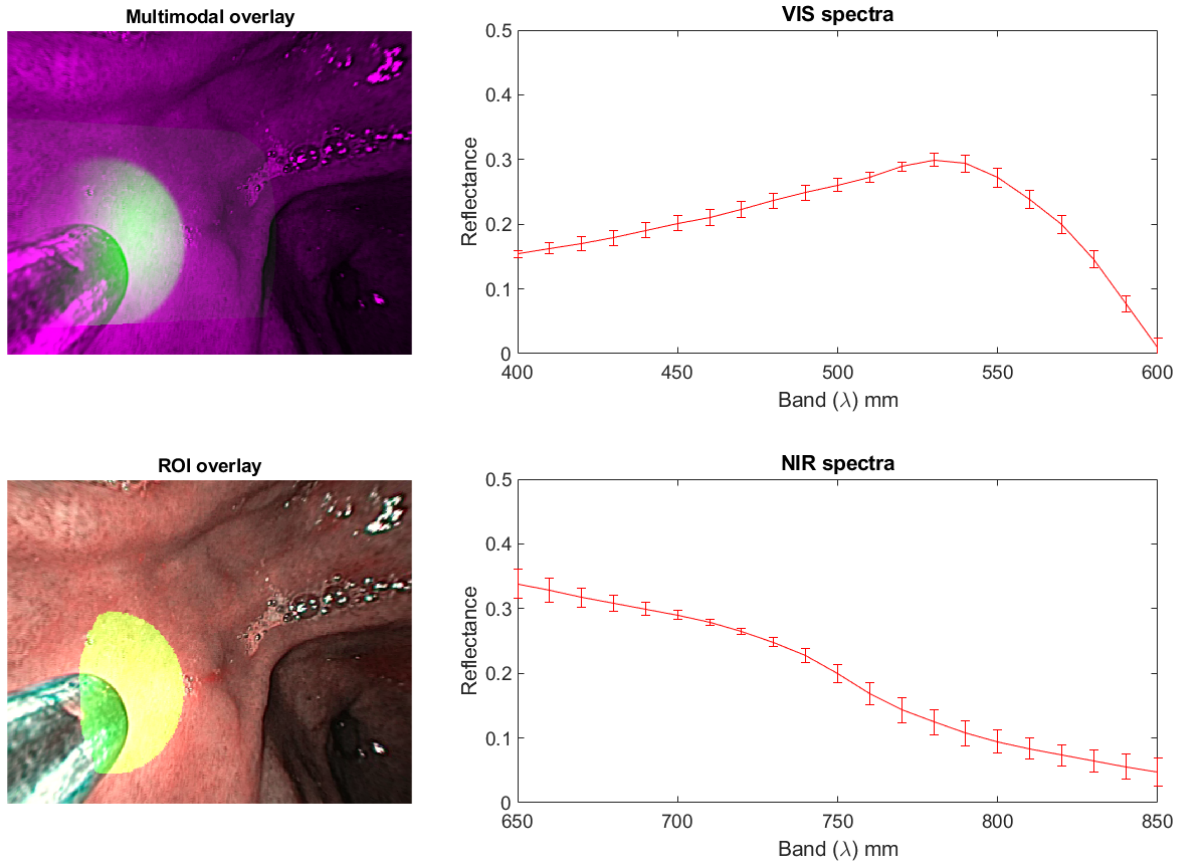 Multimodal overlay
VIS spectra
0.5
0.4
0.3
0.2
0.1
0
Reflectance
400
450
500
550
600
Band (λ) mm
ROI overlay
NIR spectra
0.5
0.4
0.3
0.2
0.1
0
Reflectance
650
700
750
800
850
Band (λ) mm